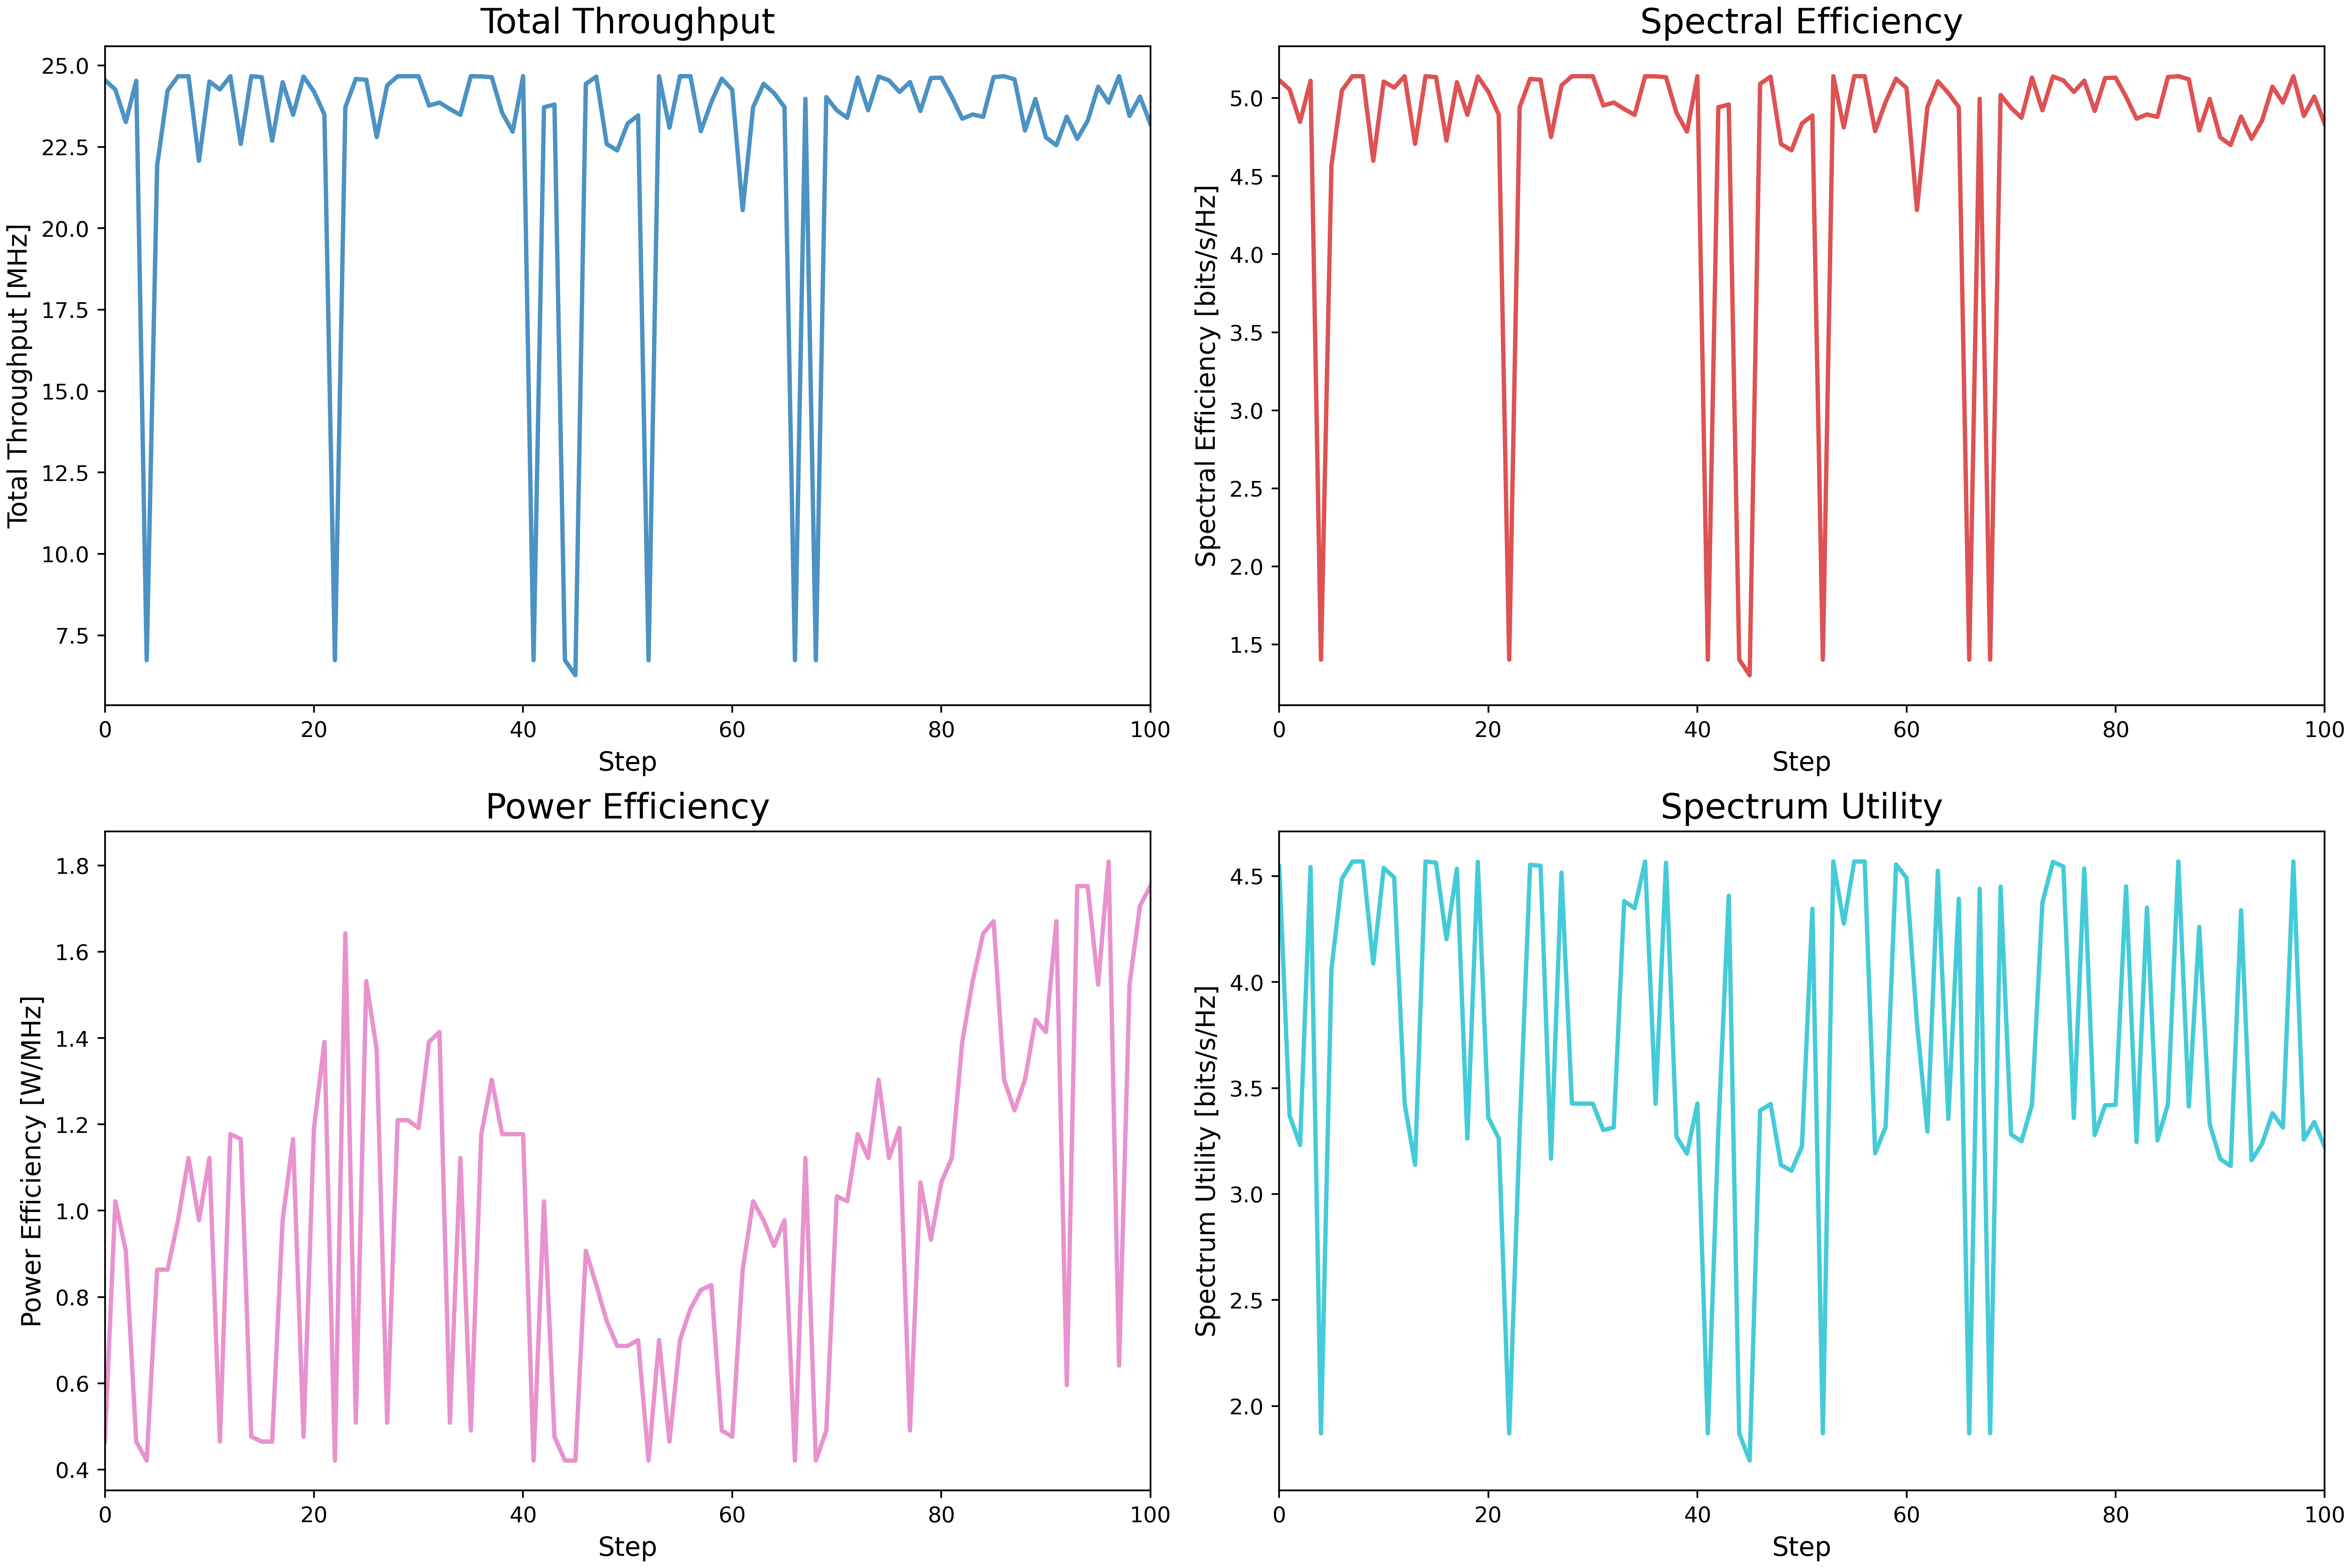 Total Throughput
Total Throughput [MHz]
25.0
22.5
20.0
17.5
15.0
12.5
10.0
7.5
0 20 40 60 80 100
Step
Spectral Efficiency
Spectral Efficiency [bits/s/Hz]
5.0
4.5
4.0
3.5
3.0
2.5
2.0
1.5
0 20 40 60 80 100
Step
Power Efficiency
Power Efficiency [W/MHz]
1.8
1.6
1.4
1.2
1.0
0.8
0.6
0.4
0 20 40 60 80 100
Step
Spectrum Utility
Spectrum Utility [bits/s/Hz]
4.5
4.0
3.5
3.0
2.5
2.0
0 20 40 60 80 100
Step